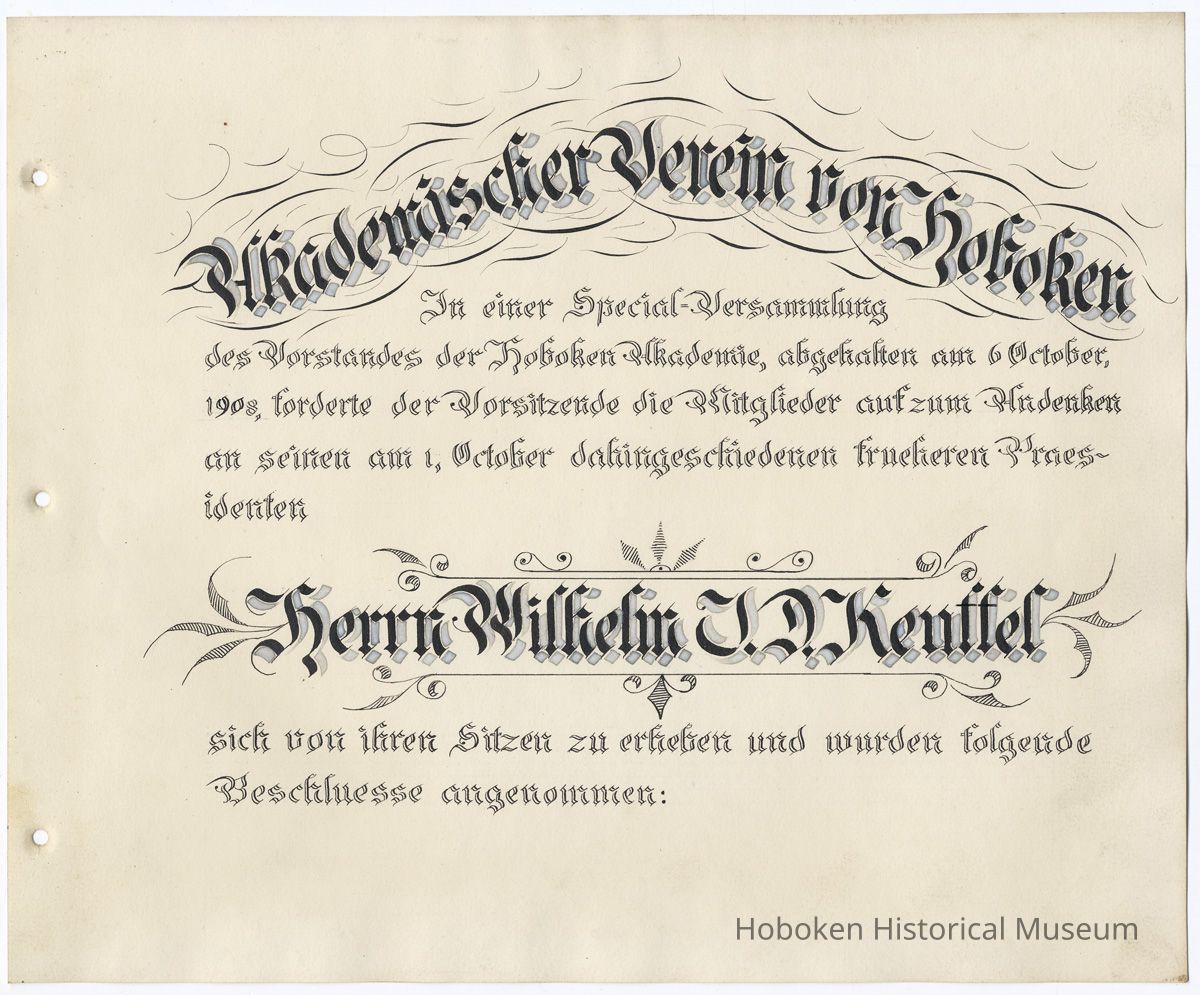 Akademischer Verein von Hoboken
In einer Special-Versammlung
des Vorstandes der Hoboken Akademie, abgehalten am 6 October,
1908, forderte der Vorsitzende die Mitglieder auf zum Andenken
an seinen am 1, October dahingeschiedenen frueheren Praes-
identen
Herrn Wilhelm J. D. Keuffel
sich von ihren Sitzen zu erheben und wurden folgende
Beschluesse angenommen:
Hoboken Historical Museum